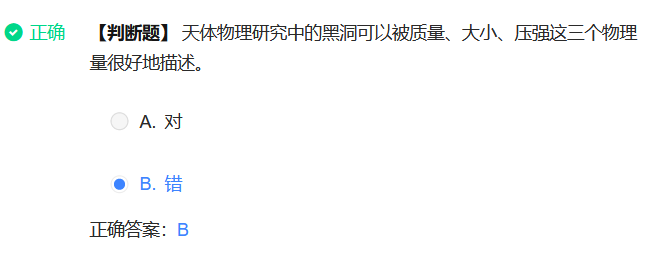 正确 【判断题】 天体物理研究中的黑洞可以被质量、大小、压强这三个物理
量很好地描述。
A. 对
B. 错
正确答案：B